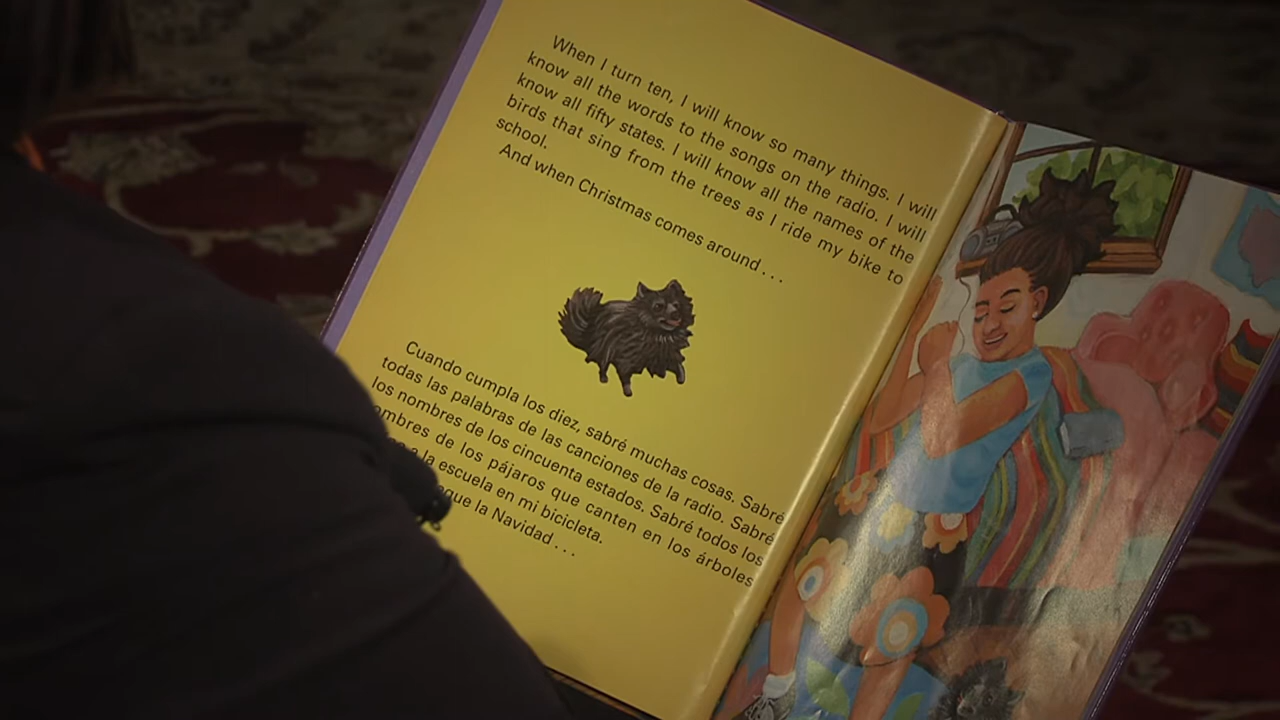 When I turn ten, I will know so many things. I will
know all the words to the songs on the radio. I will
know all fifty states. I will know all the names of the
birds that sing from the trees as I ride my bike to
school.
And when Christmas comes around . . .
Cuando cumpla los diez, sabré muchas cosas. Sabré
todas las palabras de las canciones de la radio. Sabré
los nombres de los cincuenta estados. Sabré todos los
ombres de los pájaros que canten en los árboles
a la escuela en mi bicicleta.
que la Navidad . . .